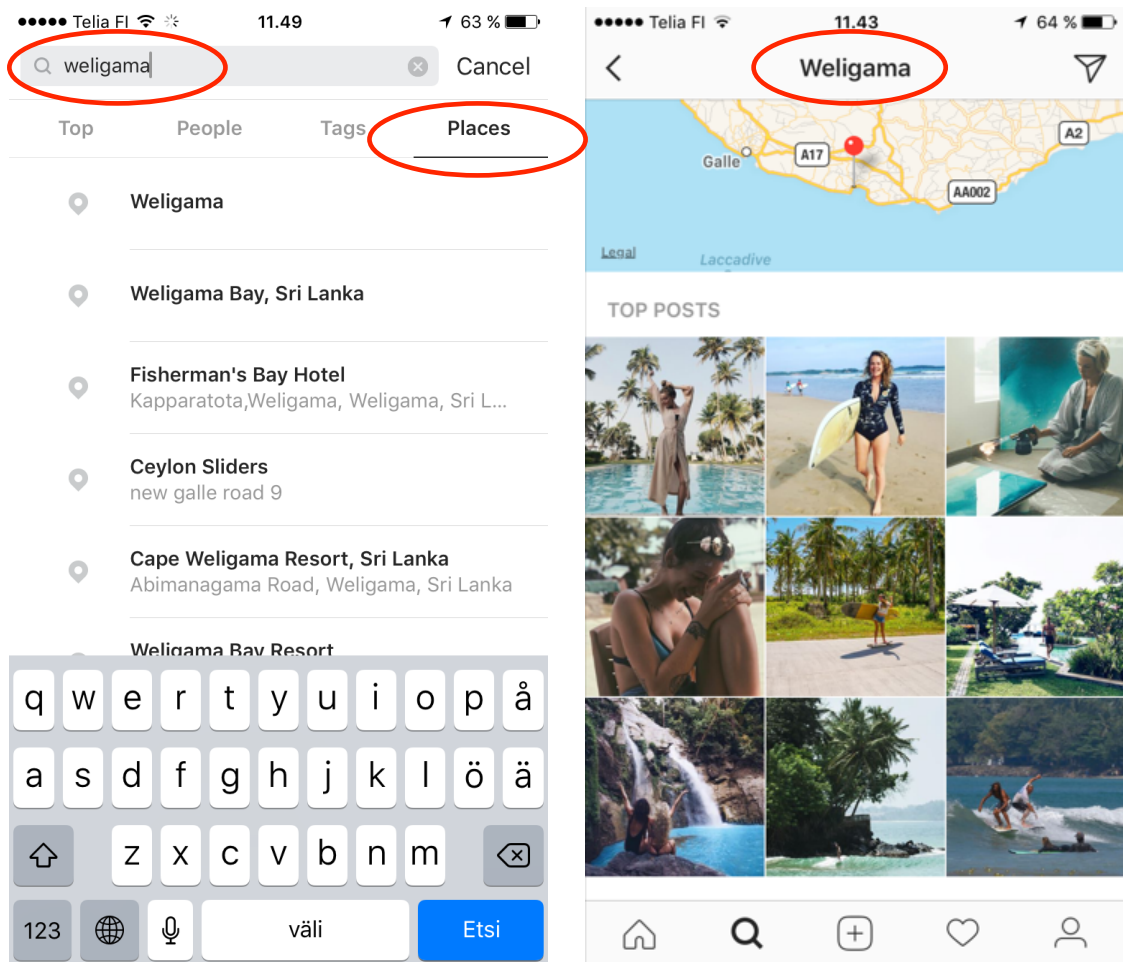 Telia FI 11.49 63 %
weligama Cancel
Top People Tags Places
Weligama
Weligama Bay, Sri Lanka
Fisherman's Bay Hotel
Kapparatota,Weligama, Weligama, Sri L...
Ceylon Sliders
new galle road 9
Cape Weligama Resort, Sri Lanka
Abimanagama Road, Weligama, Sri Lanka
Weligama Bay Resort
q w e r t y u i o p å
a s d f g h j k l ö ä
z x c v b n m
123 väli Etsi
Telia FI 11.43 64 %
Weligama
A2
Galle A17
AA002
Legal Laccadive
TOP POSTS